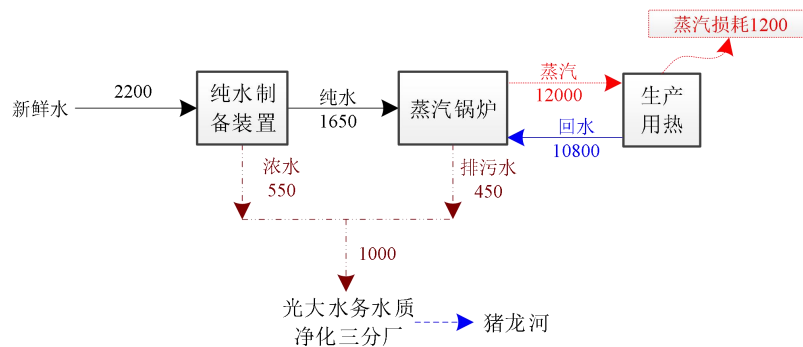 蒸汽损耗1200
新鲜水
2200
纯水制
备装置
纯水
1650
蒸汽锅炉
蒸汽
12000
回水
10800
生产
用热
浓水
550
排污水
450
1000
光大水务水质
净化三分厂
猪龙河